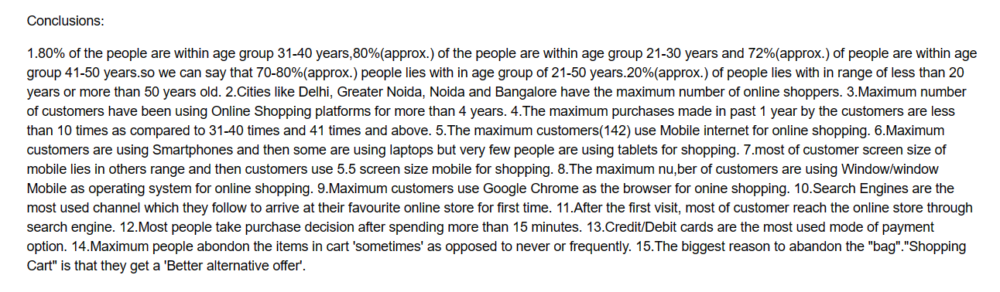 Conclusions:
1.80% of the people are within age group 31-40 years,80%(approx.) of the people are within age group 21-30 years and 72%(approx.) of people are within age
group 41-50 years.so we can say that 70-80%(approx.) people lies with in age group of 21-50 years.20%(approx.) of people lies with in range of less than 20
years or more than 50 years old. 2.Cities like Delhi, Greater Noida, Noida and Bangalore have the maximum number of online shoppers. 3.Maximum number
of customers have been using Online Shopping platforms for more than 4 years. 4.The maximum purchases made in past 1 year by the customers are less
than 10 times as compared to 31-40 times and 41 times and above. 5.The maximum customers(142) use Mobile internet for online shopping. 6.Maximum
customers are using Smartphones and then some are using laptops but very few people are using tablets for shopping. 7.most of customer screen size of
mobile lies in others range and then customers use 5.5 screen size mobile for shopping. 8.The maximum nu,ber of customers are using Window/window
Mobile as operating system for online shopping. 9.Maximum customers use Google Chrome as the browser for onine shopping. 10.Search Engines are the
most used channel which they follow to arrive at their favourite online store for first time. 11.After the first visit, most of customer reach the online store through
search engine. 12.Most people take purchase decision after spending more than 15 minutes. 13.Credit/Debit cards are the most used mode of payment
option. 14.Maximum people abondon the items in cart 'sometimes' as opposed to never or frequently. 15.The biggest reason to abandon the "bag"."Shopping
Cart" is that they get a 'Better alternative offer'.